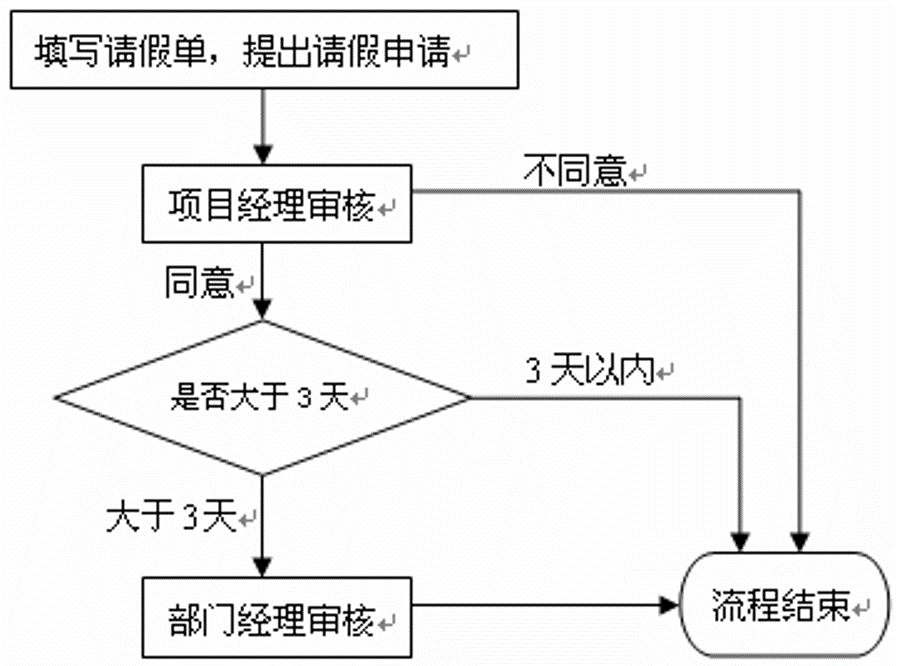 填写请假单，提出请假申请↵
不同意↵
项目经理审核↵
同意↵
3 天以内↵
是否大于 3 天↵
大于 3 天↵
部门经理审核↵
流程结束↵